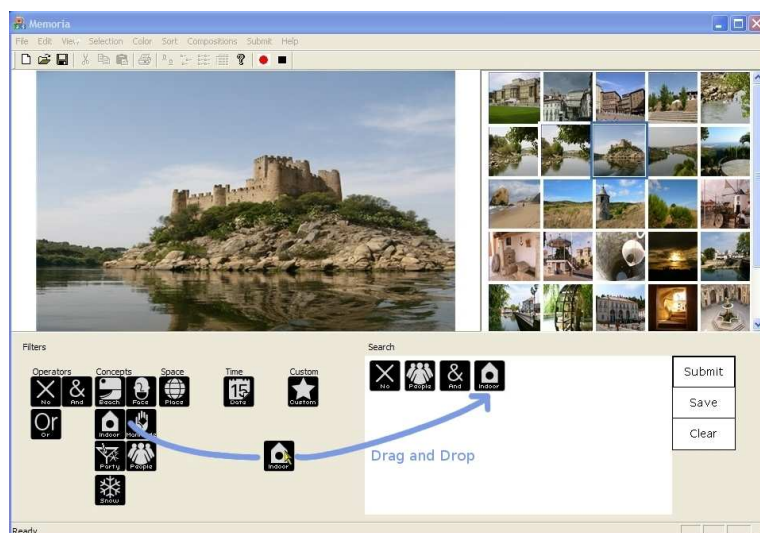 Memoria
File Edit View Selection Color Sort Compositions Submit Help
Filters
Search
Operators Concepts Space Time Custom
No And Beach Face Place Date Custom
15
Or
Or Indoor
Party People
Snow
Indoor
No People And Indoor
Drag and Drop
Submit
Save
Clear
Ready